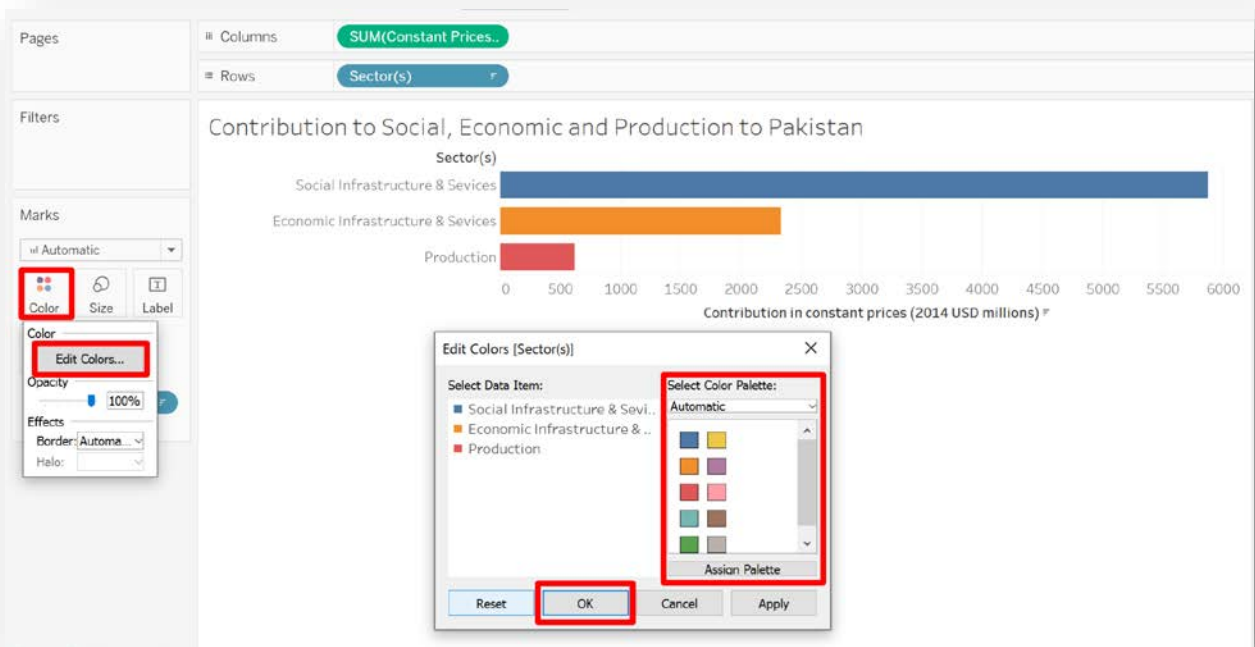 Pages
Columns
SUM(Constant Prices..
Rows
Sector(s)
Filters
Contribution to Social, Economic and Production to Pakistan
Sector(s)
Social Infrastructure & Sevices
Economic Infrastructure & Sevices
Production
0 500 1000 1500 2000 2500 3000 3500 4000 4500 5000 5500 6000
Contribution in constant prices (2014 USD millions)
Marks
Automatic
Color Size Label
Color
Edit Colors...
Opacity
100%
Effects
Border: Automa...
Halo:
Edit Colors [Sector(s)]
Select Data Item:
Social Infrastructure & Sevi..
Economic Infrastructure & ..
Production
Select Color Palette:
Automatic
Assign Palette
Reset OK Cancel Apply